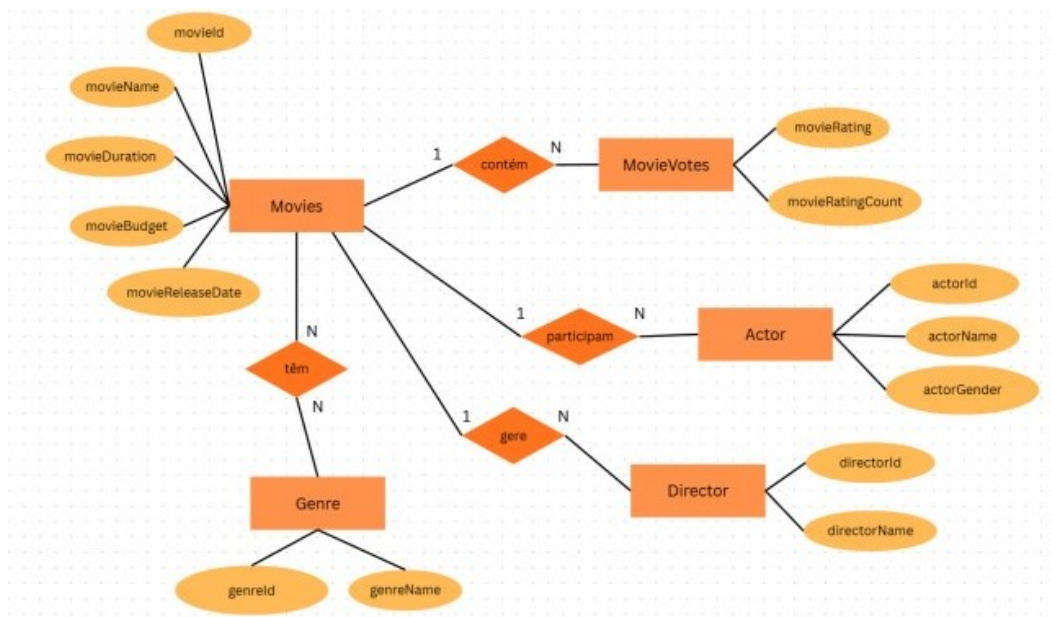 movieId
movieName
movieDuration
movieBudget
movieReleaseDate
Movies
1
contém
N
MovieVotes
movieRating
movieRatingCount
1
participam
N
Actor
actorId
actorName
actorGender
1
gere
N
Director
directorId
directorName
N
têm
N
Genre
genreId
genreName